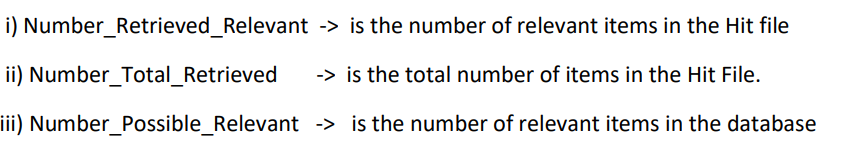 i) Number_Retrieved_Relevant -> is the number of relevant items in the Hit file
ii) Number_Total_Retrieved -> is the total number of items in the Hit File.
iii) Number_Possible_Relevant -> is the number of relevant items in the database